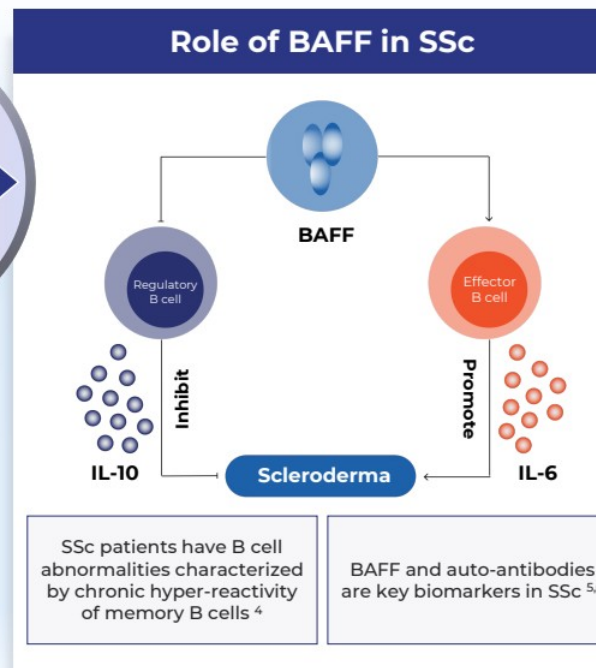 Role of BAFF in SSc
BAFF
Regulatory
B cell
Effector
B cell
Inhibit
Promote
IL-10
IL-6
Scleroderma
SSc patients have B cell
abnormalities characterized
by chronic hyper-reactivity
of memory B cells ⁴
BAFF and auto-antibodies
are key biomarkers in SSc ⁵,